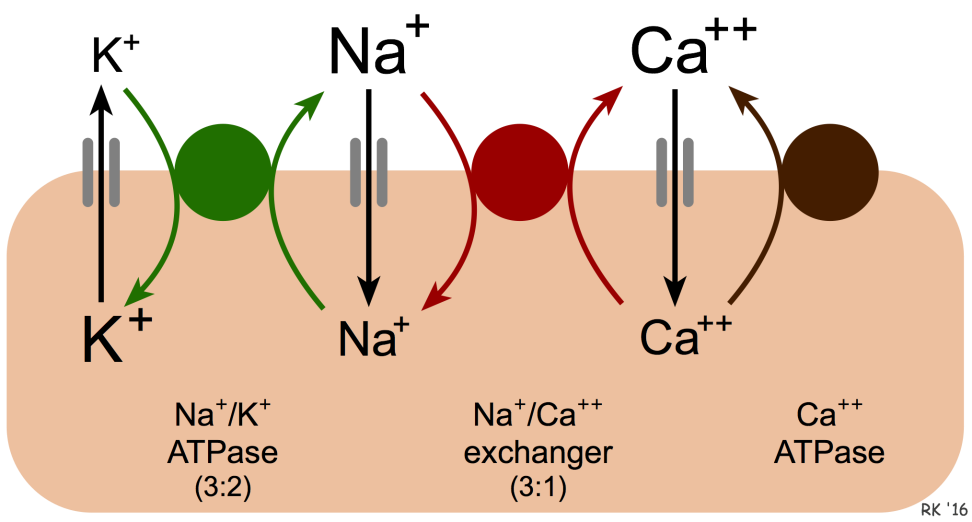 K⁺
Na⁺
Ca⁺⁺
K⁺
Na⁺
Ca⁺⁺
Na⁺/K⁺
ATPase
(3:2)
Na⁺/Ca⁺⁺
exchanger
(3:1)
Ca⁺⁺
ATPase
RK '16